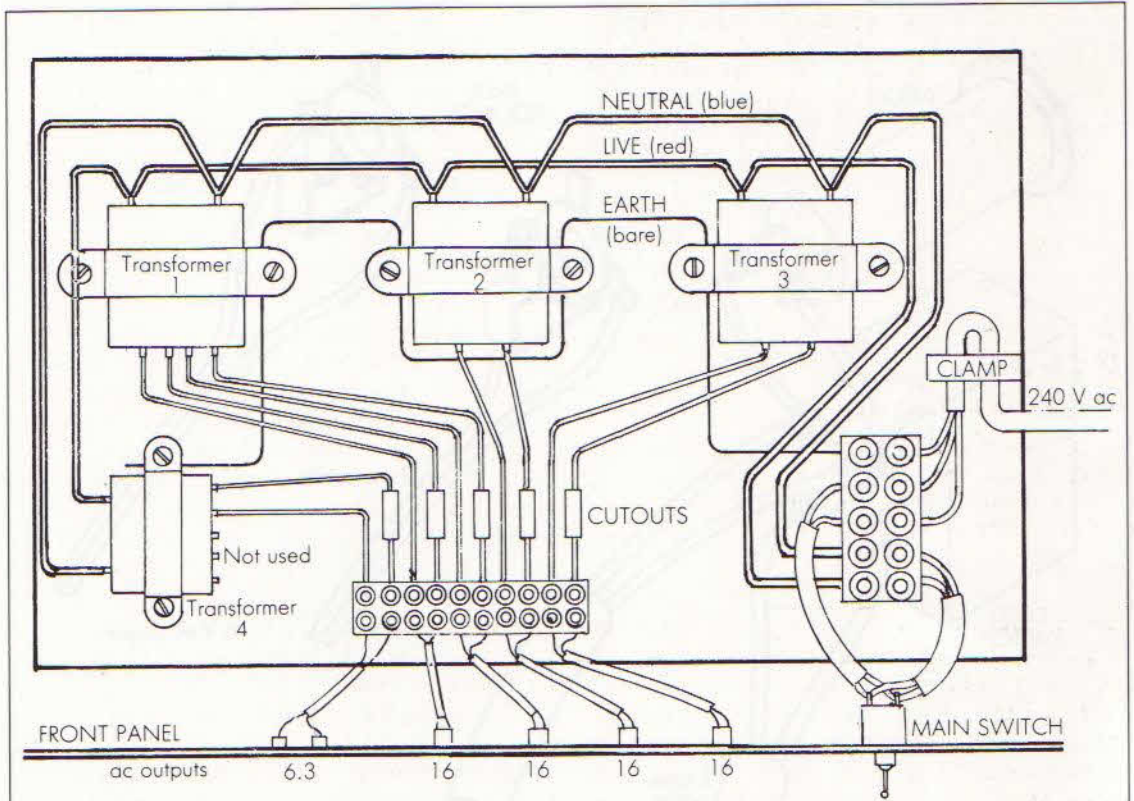 NEUTRAL (blue)
LIVE (red)
EARTH
(bare)
Transformer
1
Transformer
2
Transformer
3
CLAMP
240 V ac
CUTOUTS
Not used
Transformer
4
FRONT PANEL
MAIN SWITCH
ac outputs
6.3
16
16
16
16